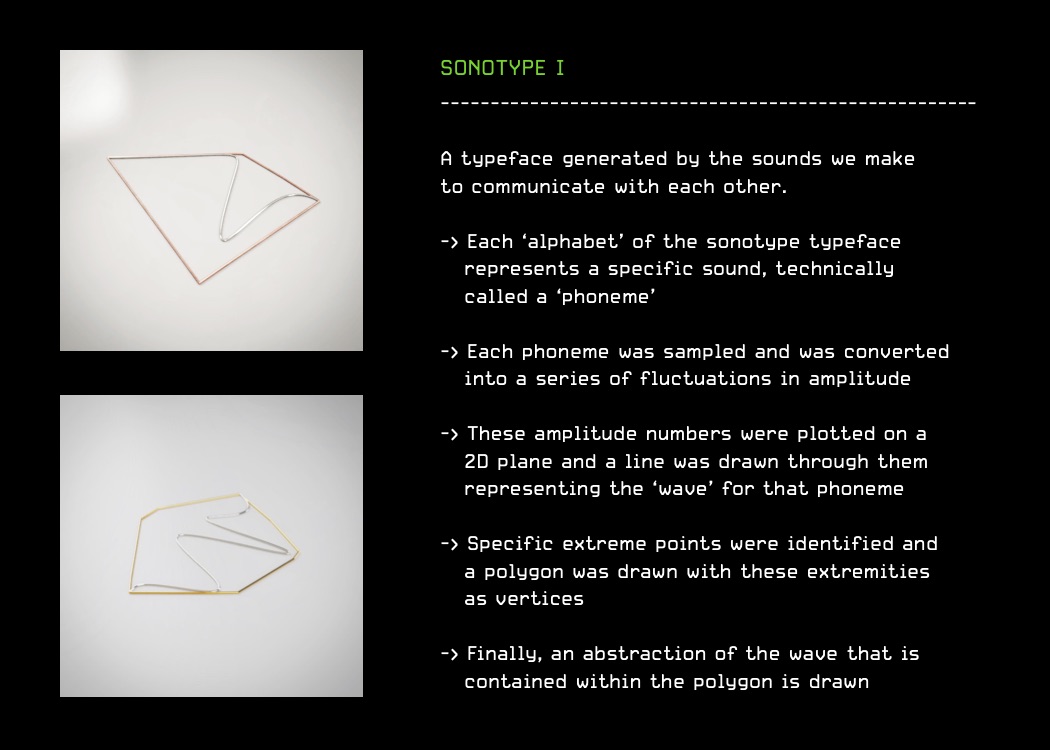 SONOTYPE I
------------------------------------------------------
A typeface generated by the sounds we make
to communicate with each other.
-> Each ‘alphabet’ of the sonotype typeface
represents a specific sound, technically
called a ‘phoneme’
-> Each phoneme was sampled and was converted
into a series of fluctuations in amplitude
-> These amplitude numbers were plotted on a
2D plane and a line was drawn through them
representing the ‘wave’ for that phoneme
-> Specific extreme points were identified and
a polygon was drawn with these extremities
as vertices
-> Finally, an abstraction of the wave that is
contained within the polygon is drawn